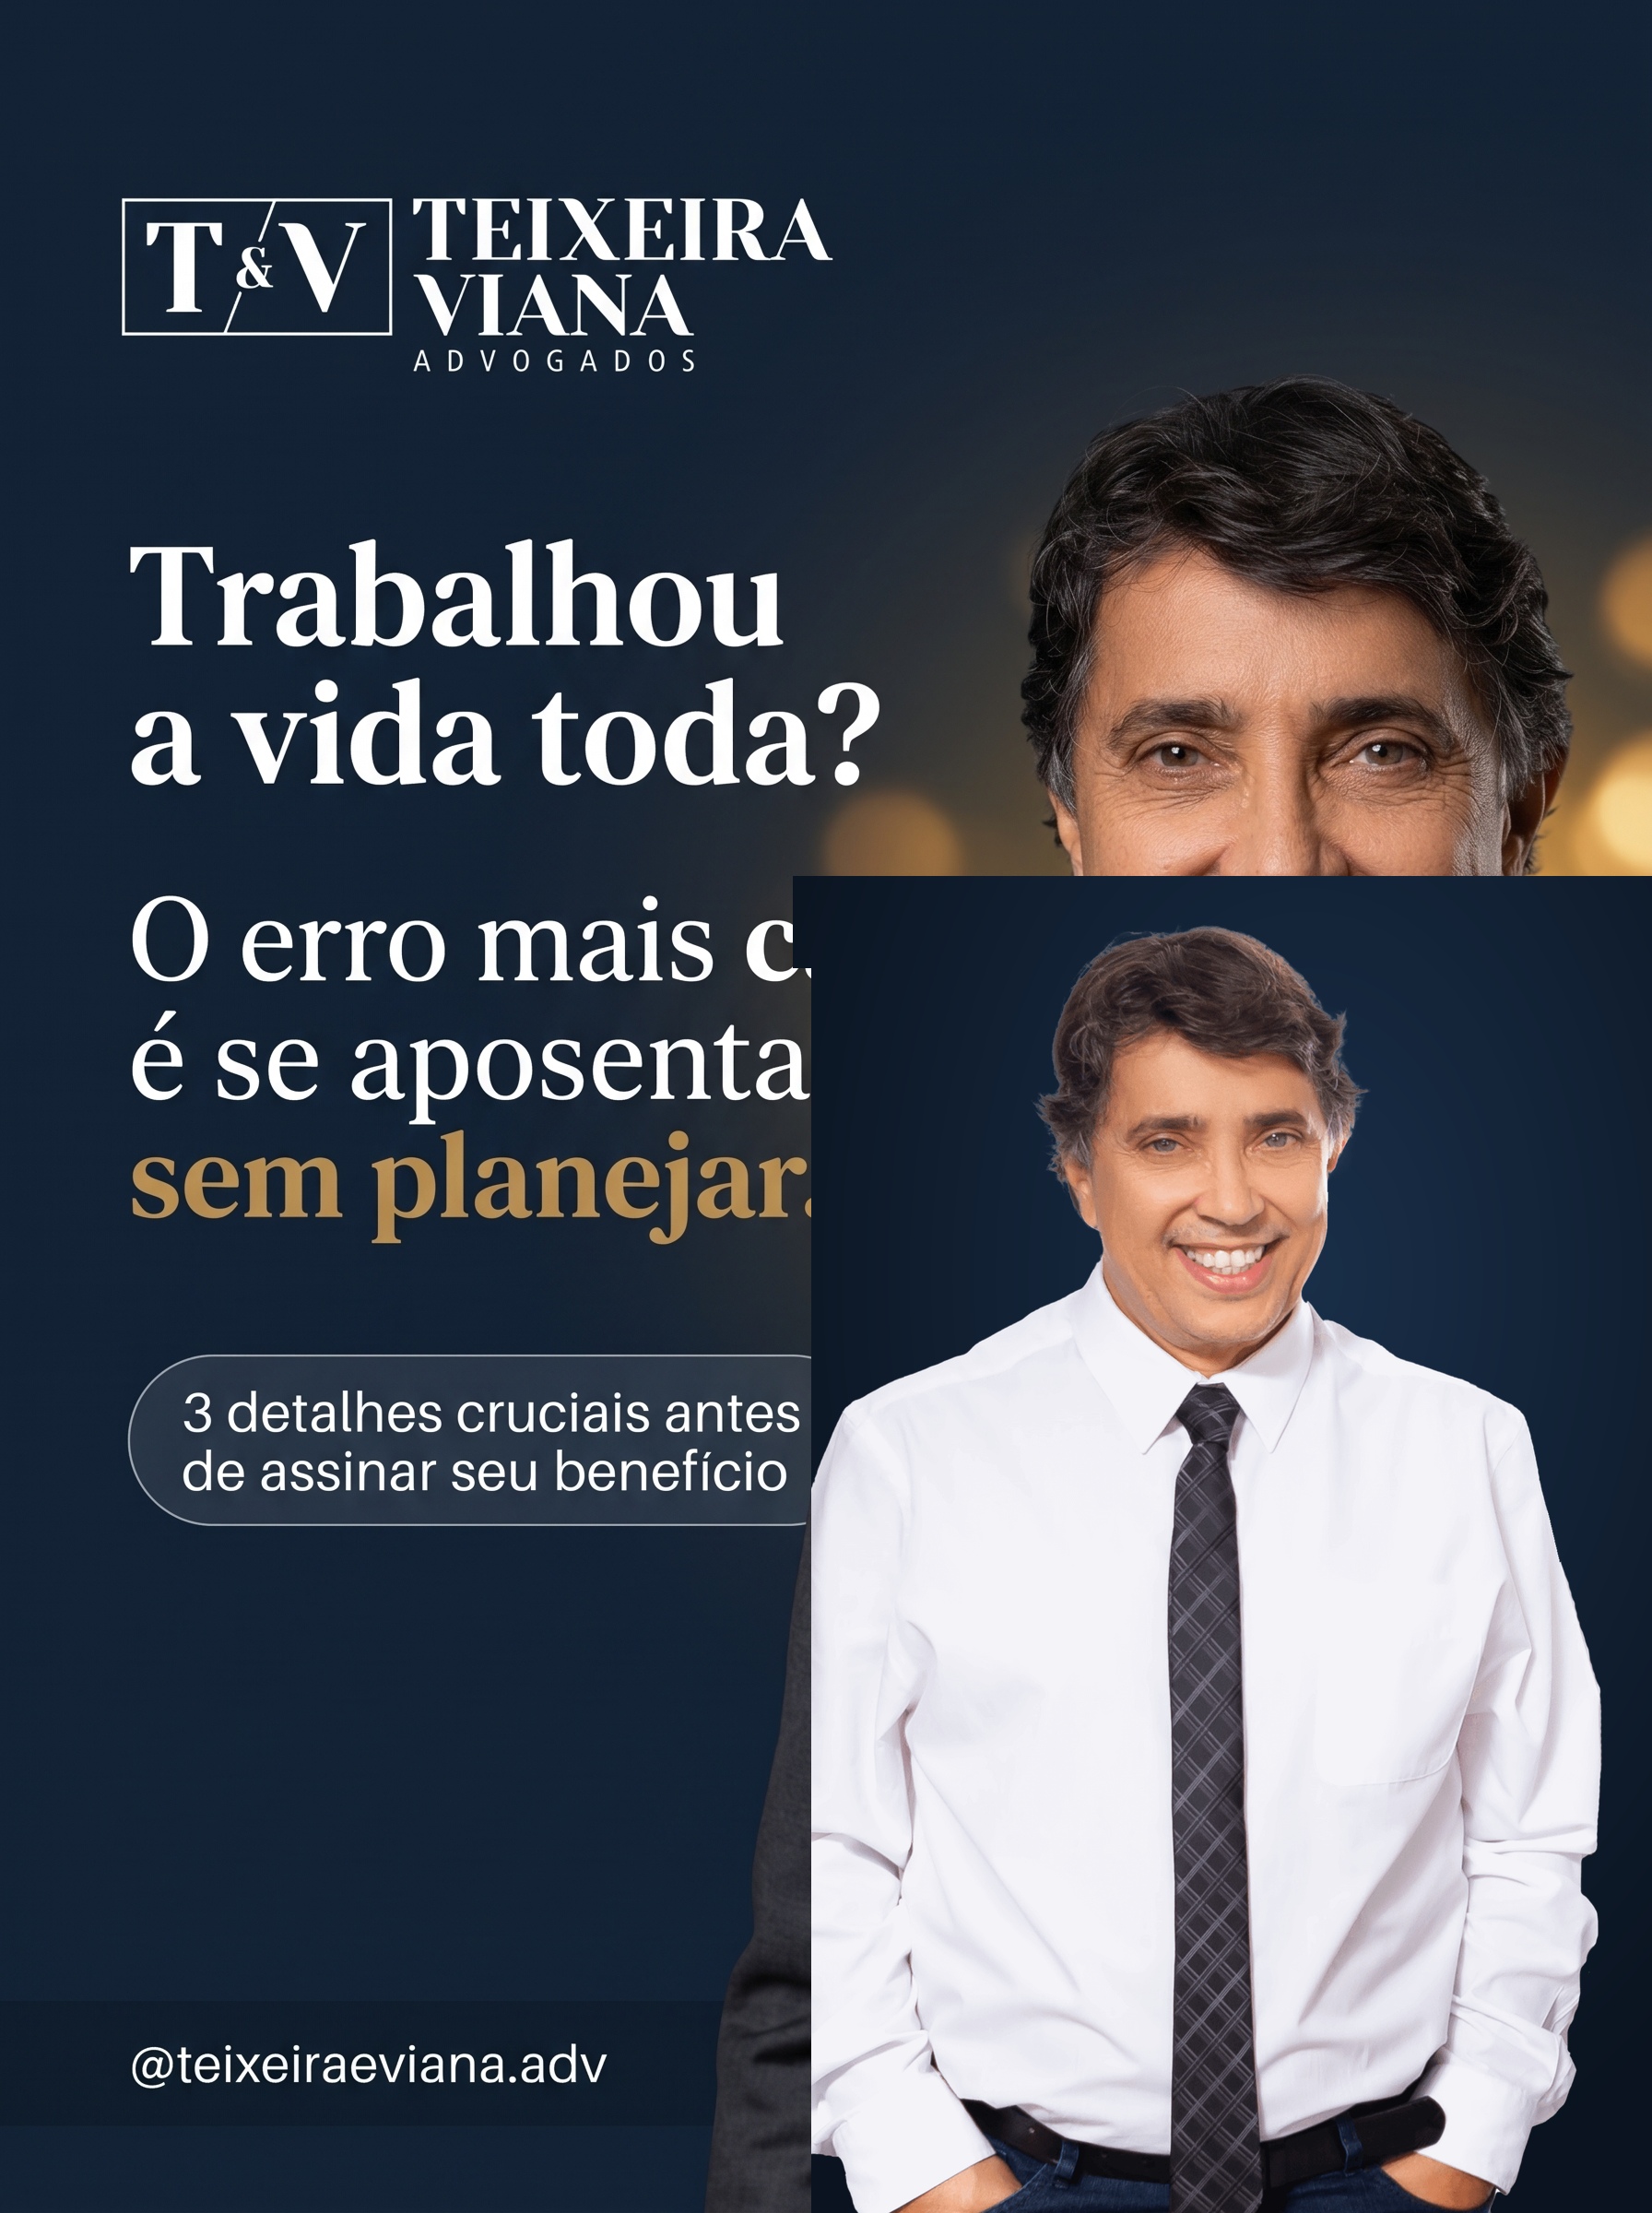 T&V
TEIXEIRA
VIANA
ADVOGADOS
Trabalhou
a vida toda?
O erro mais
é se aposenta
sem planejar.
3 detalhes cruciais antes
de assinar seu benefício
@teixeiraeviana.adv